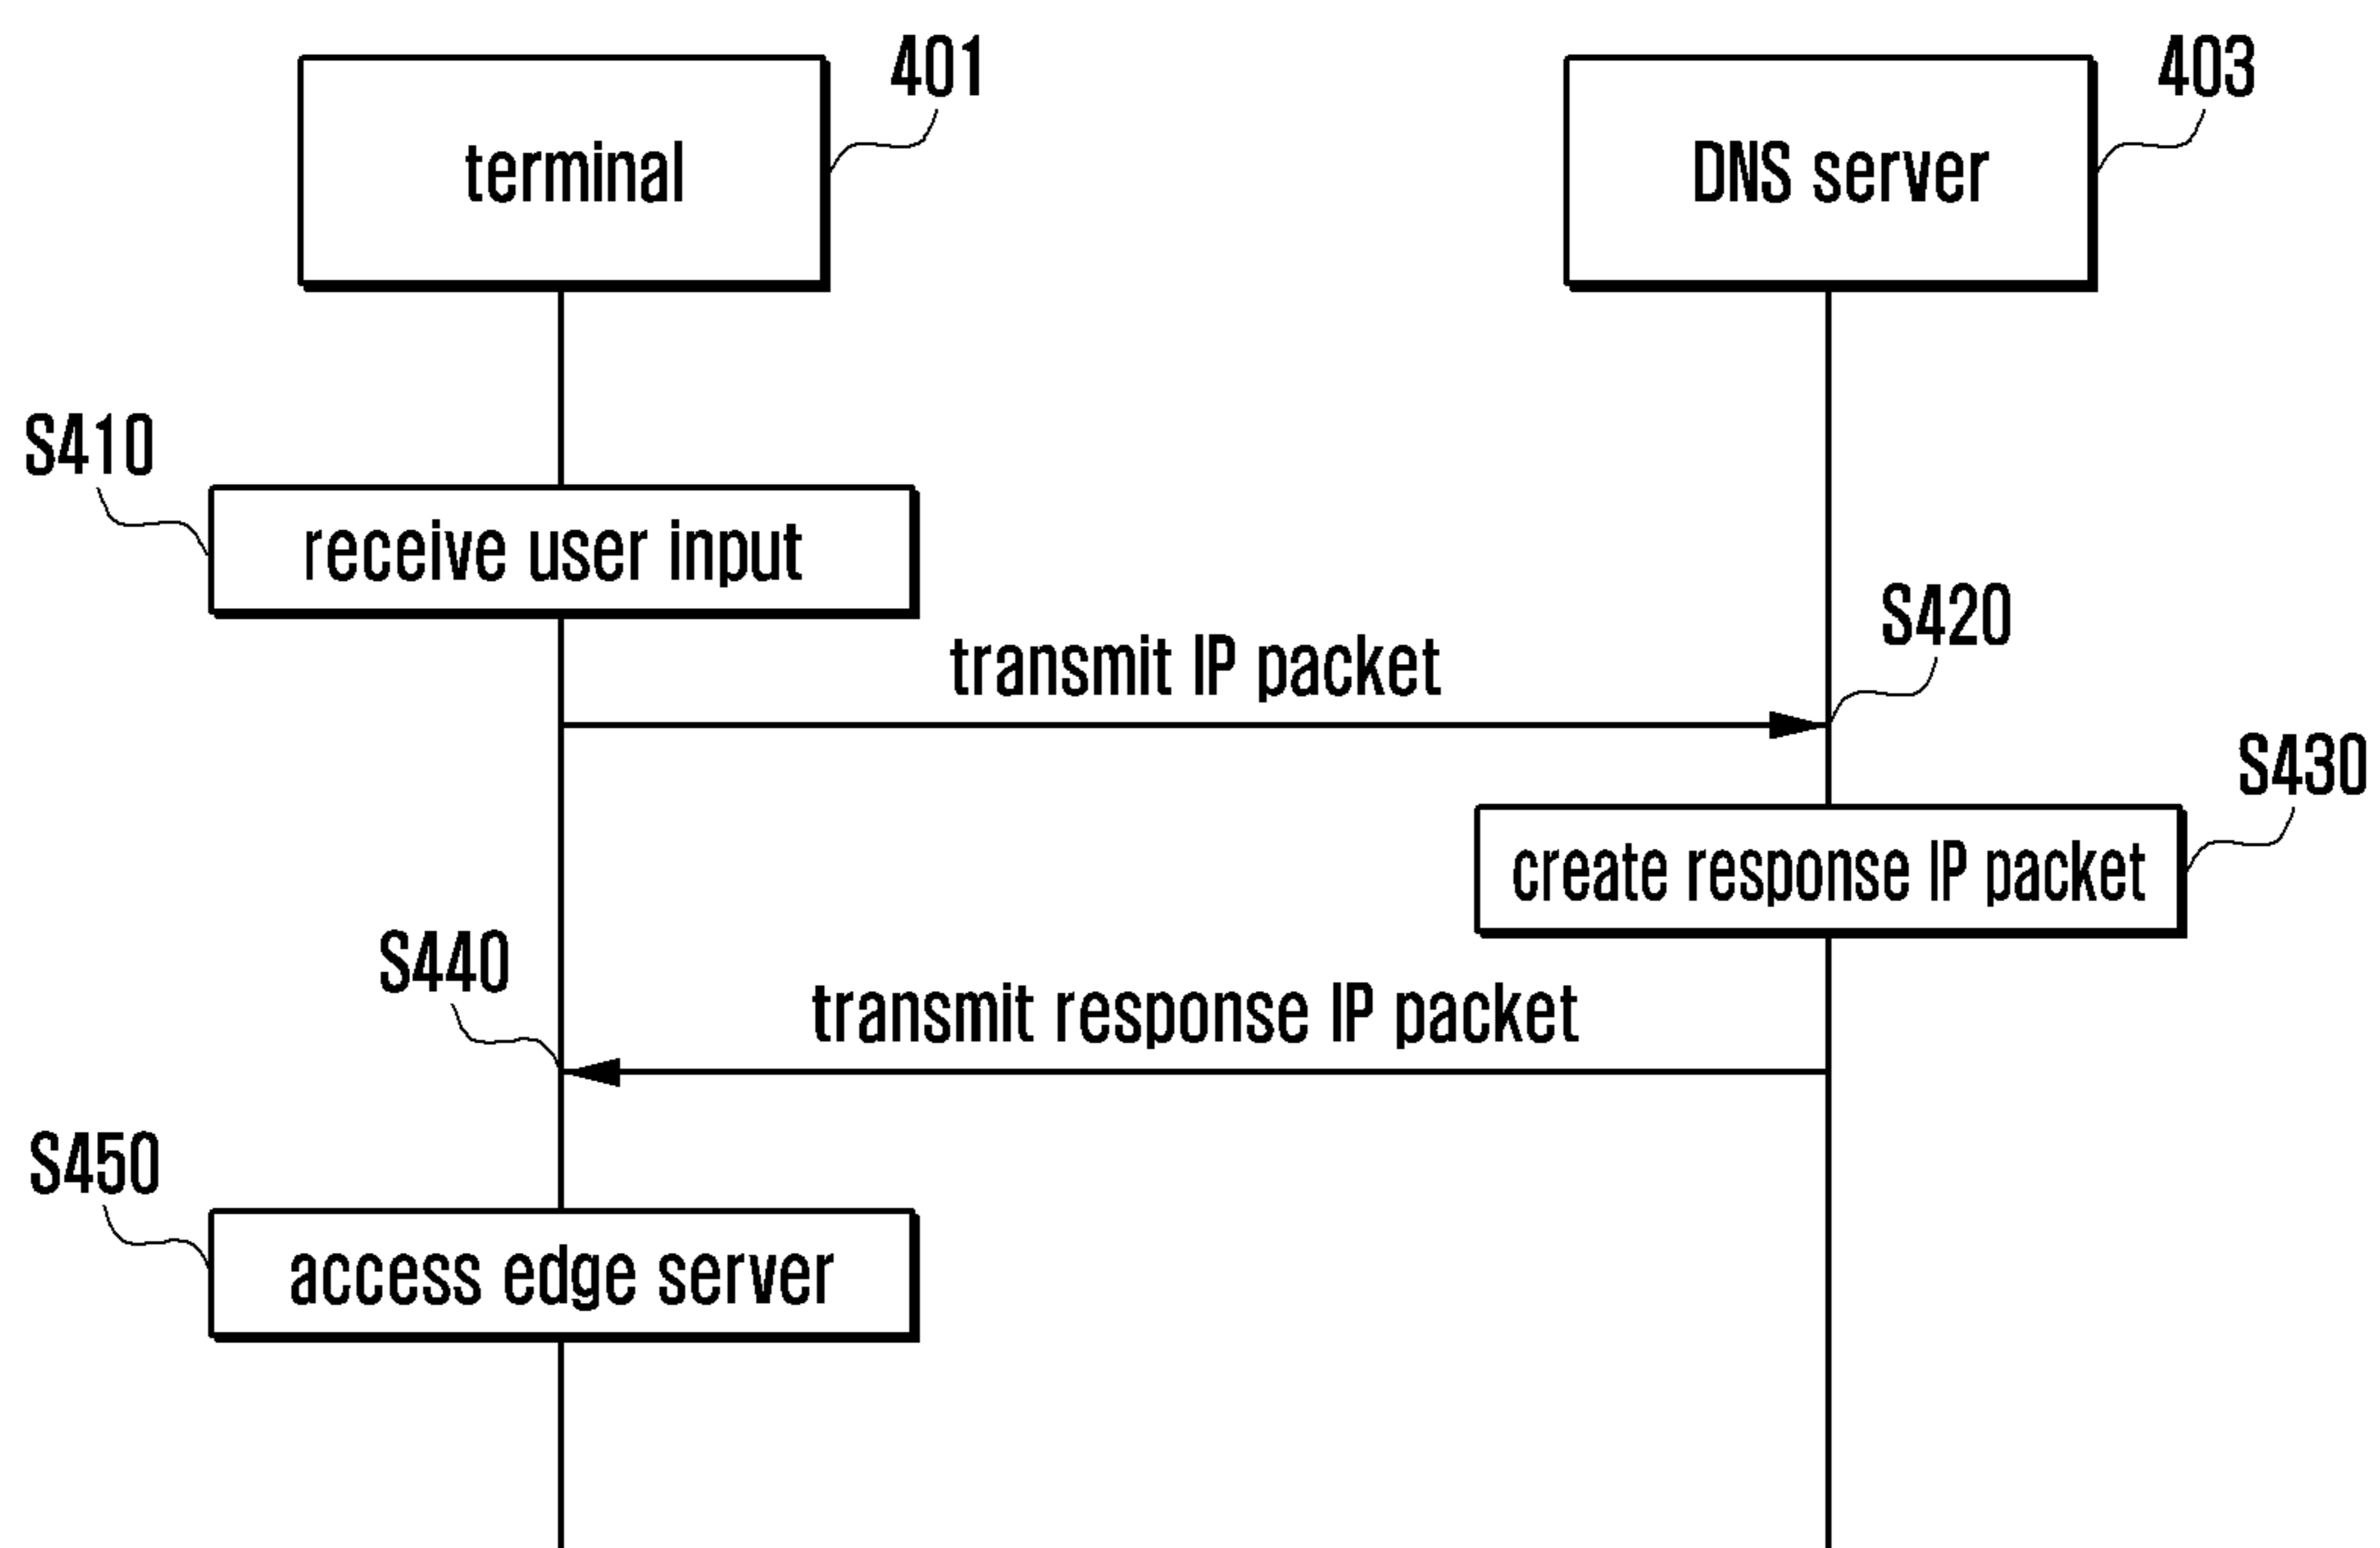 401
403
terminal
DNS server
S410
receive user input
S420
transmit IP packet
S430
create response IP packet
S440
transmit response IP packet
S450
access edge server